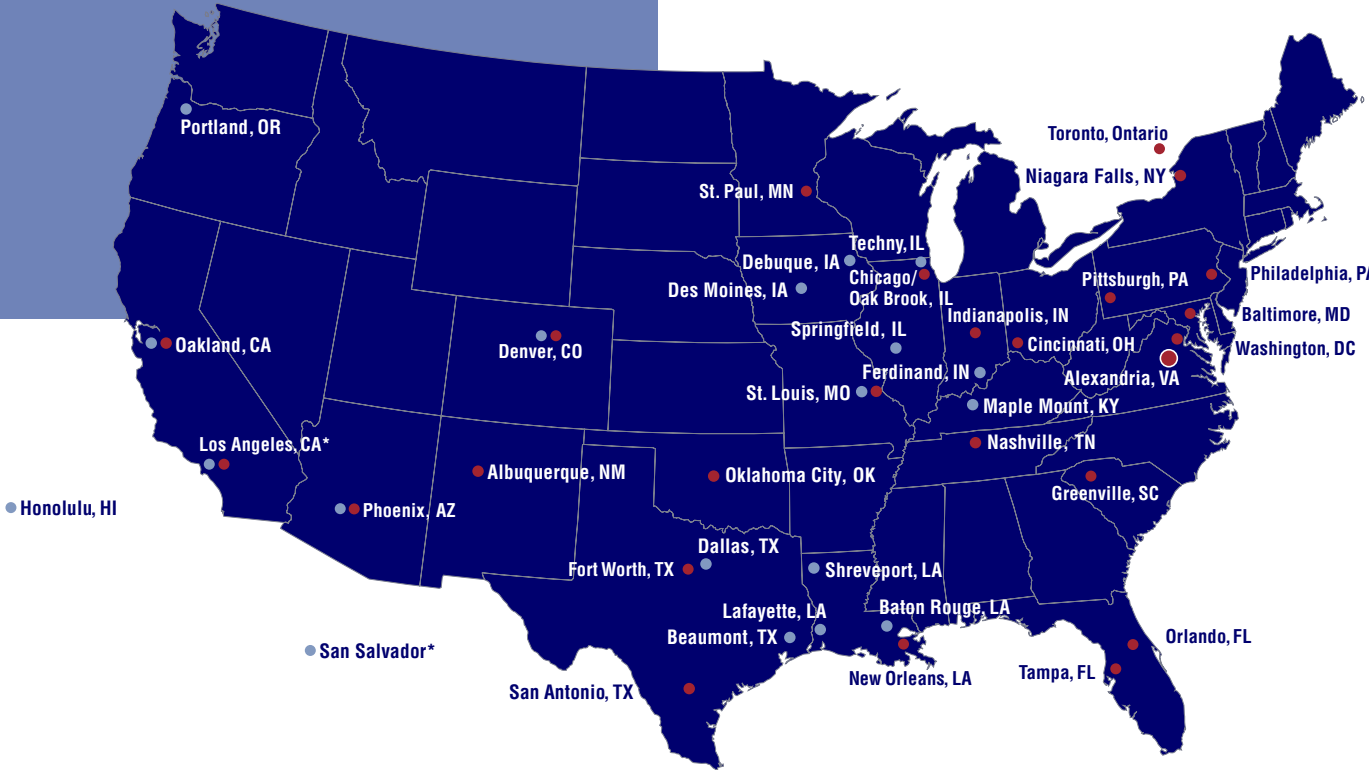 Portland, OR
Toronto, Ontario
Niagara Falls, NY
St. Paul, MN
Techny, IL
Debuque, IA
Chicago/
Oak Brook, IL
Des Moines, IA
Pittsburgh, PA
Philadelphia, PA
Indianapolis, IN
Baltimore, MD
Springfield, IL
Oakland, CA
Denver, CO
Cincinnati, OH
Washington, DC
Ferdinand, IN
Alexandria, VA
St. Louis, MO
Maple Mount, KY
Los Angeles, CA*
Nashville, TN
Albuquerque, NM
Oklahoma City, OK
Greenville, SC
Honolulu, HI
Phoenix, AZ
Dallas, TX
Fort Worth, TX
Shreveport, LA
Lafayette, LA
Baton Rouge, LA
Beaumont, TX
Orlando, FL
San Salvador*
Tampa, FL
New Orleans, LA
San Antonio, TX